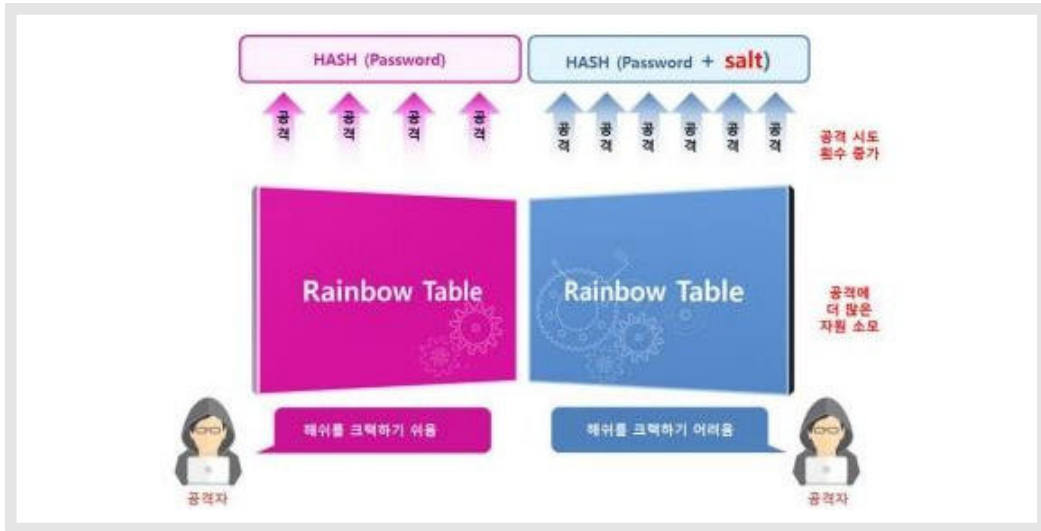 HASH (Password)
HASH (Password + salt)
공격
공격
공격
공격
공격
공격
공격
공격
공격
공격
공격 시도
횟수 증가
Rainbow Table
Rainbow Table
공격에
더 많은
자원 소모
해쉬를 크랙하기 쉬움
해쉬를 크랙하기 어려움
공격자
공격자